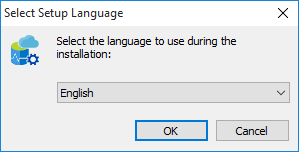 Select Setup Language
Select the language to use during the
installation:
English
OK
Cancel